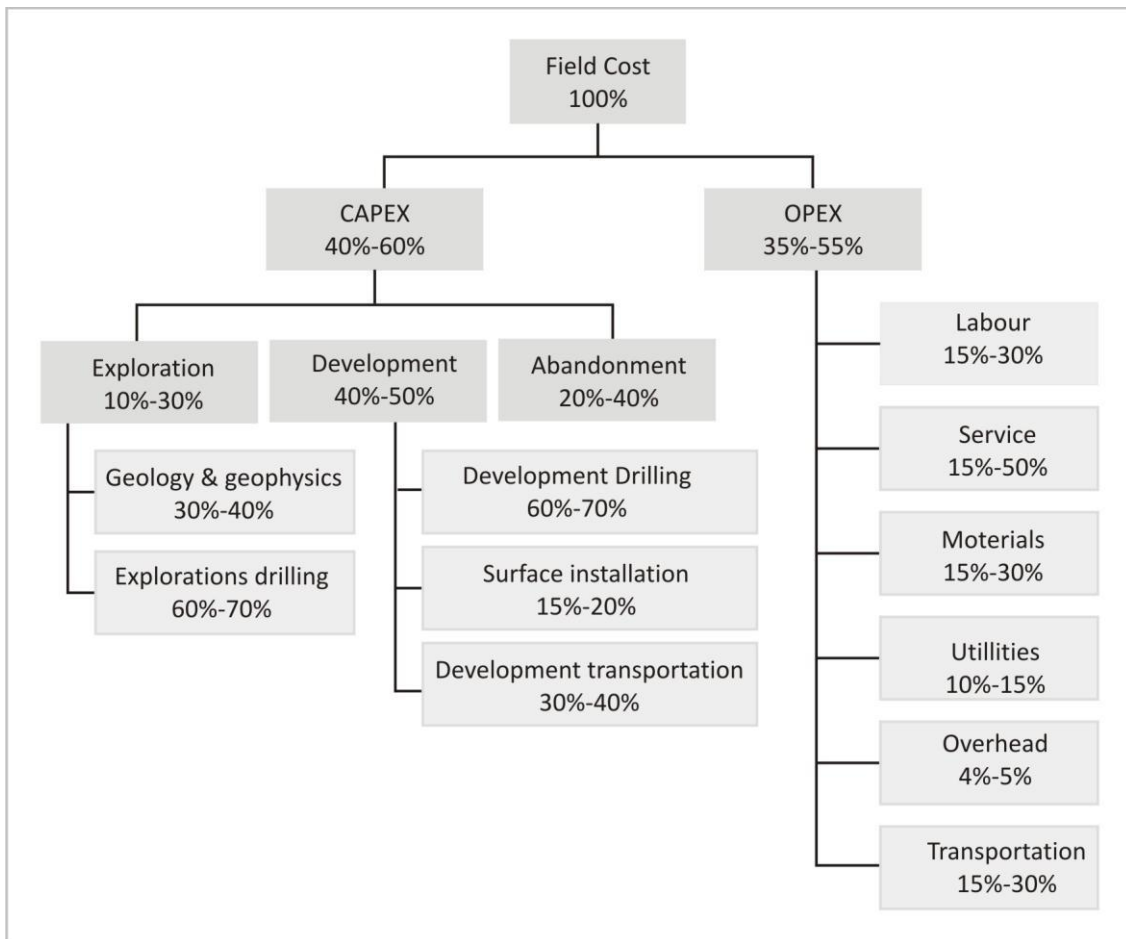 Field Cost
100%
CAPEX
40%-60%
OPEX
35%-55%
Exploration
10%-30%
Development
40%-50%
Abandonment
20%-40%
Geology & geophysics
30%-40%
Explorations drilling
60%-70%
Development Drilling
60%-70%
Surface installation
15%-20%
Development transportation
30%-40%
Labour
15%-30%
Service
15%-50%
Moterials
15%-30%
Utillities
10%-15%
Overhead
4%-5%
Transportation
15%-30%